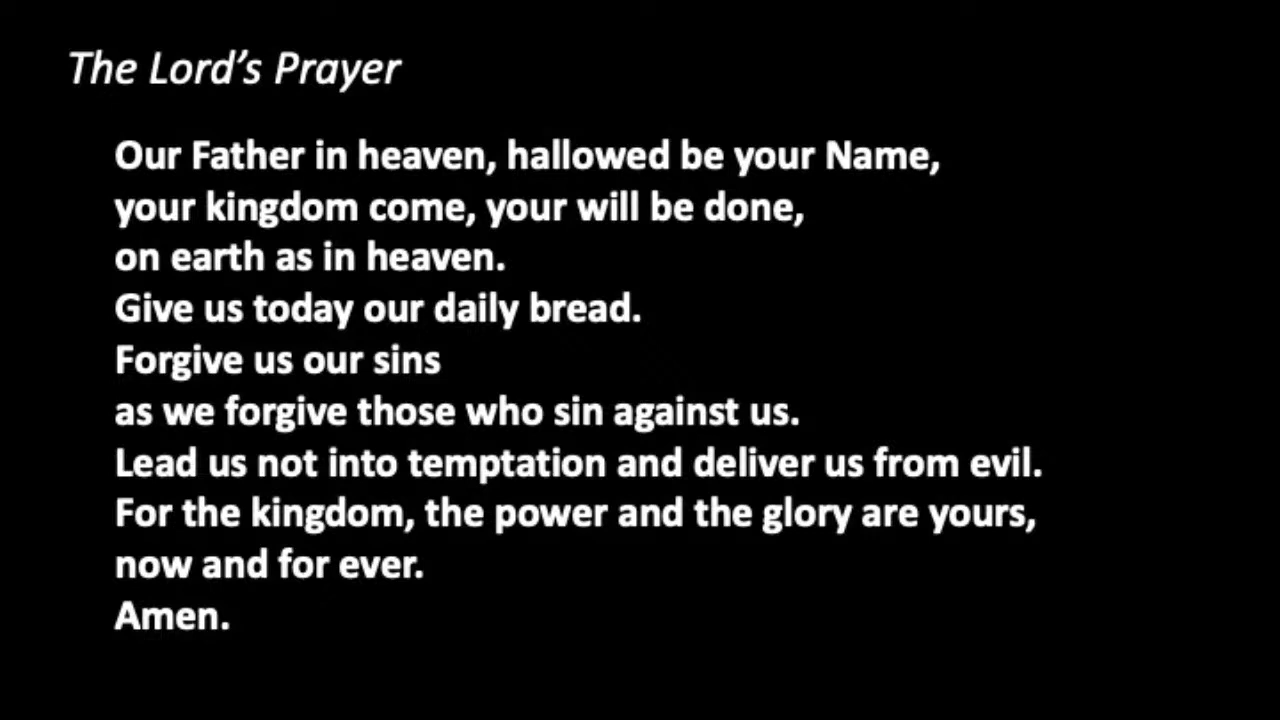 The Lord’s Prayer
Our Father in heaven, hallowed be your Name,
your kingdom come, your will be done,
on earth as in heaven.
Give us today our daily bread.
Forgive us our sins
as we forgive those who sin against us.
Lead us not into temptation and deliver us from evil.
For the kingdom, the power and the glory are yours,
now and for ever.
Amen.